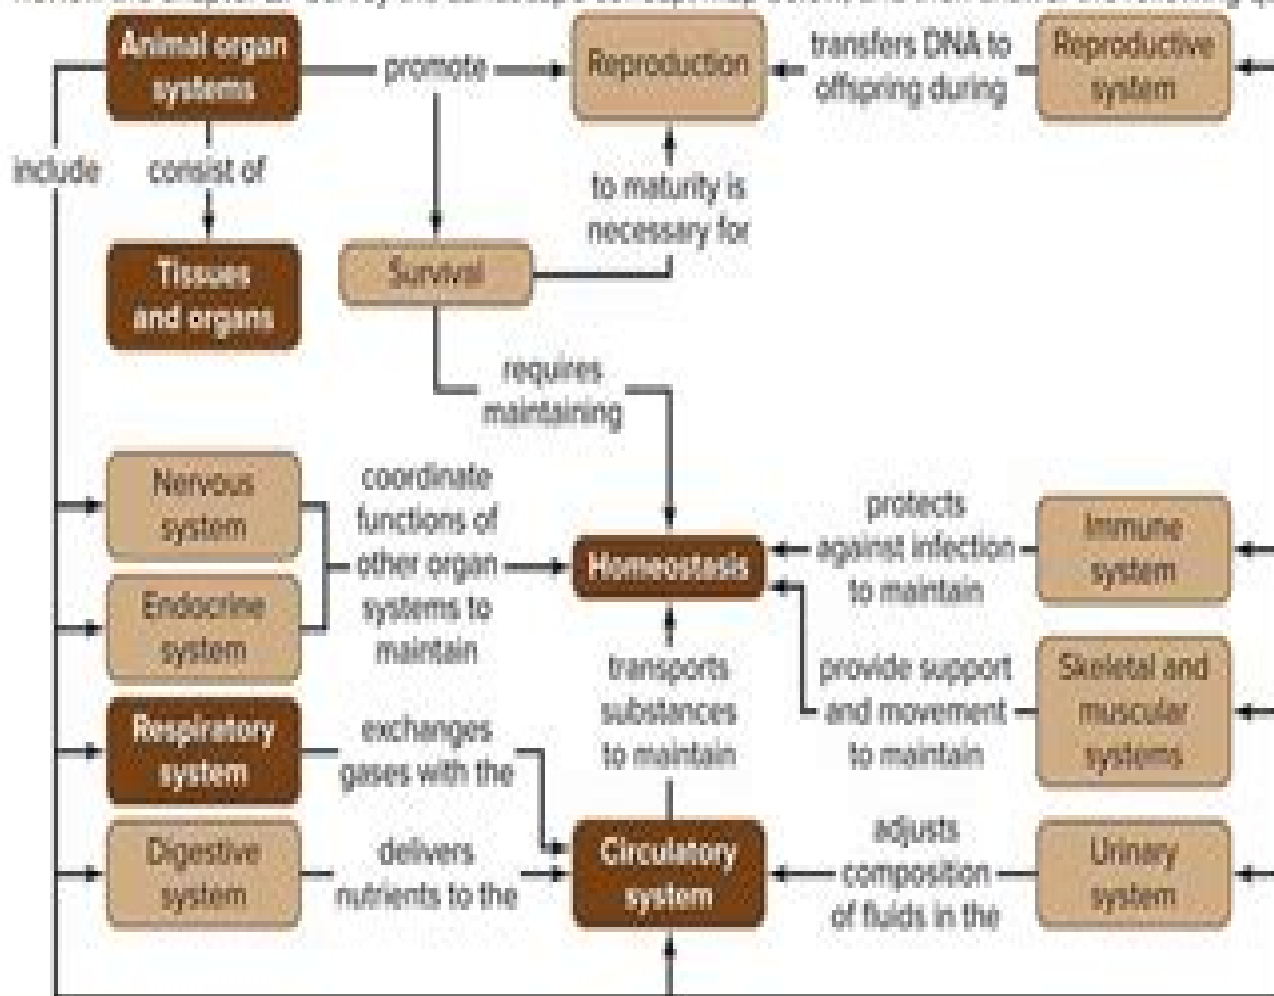 Animal organ
systems
promote
Reproduction
transfers DNA to
offspring during
Reproductive
system
include
consist of
to maturity is
necessary for
Tissues
and organs
Survival
requires
maintaining
Nervous
system
coordinate
functions of
other organ
systems to
maintain
Endocrine
system
Homeostasis
protects
against infection
to maintain
Immune
system
transports
substances
to maintain
provide support
and movement
to maintain
Skeletal and
muscular
systems
Respiratory
system
exchanges
gases with the
Digestive
system
delivers
nutrients to the
Circulatory
system
adjusts
composition
of fluids in the
Urinary
system